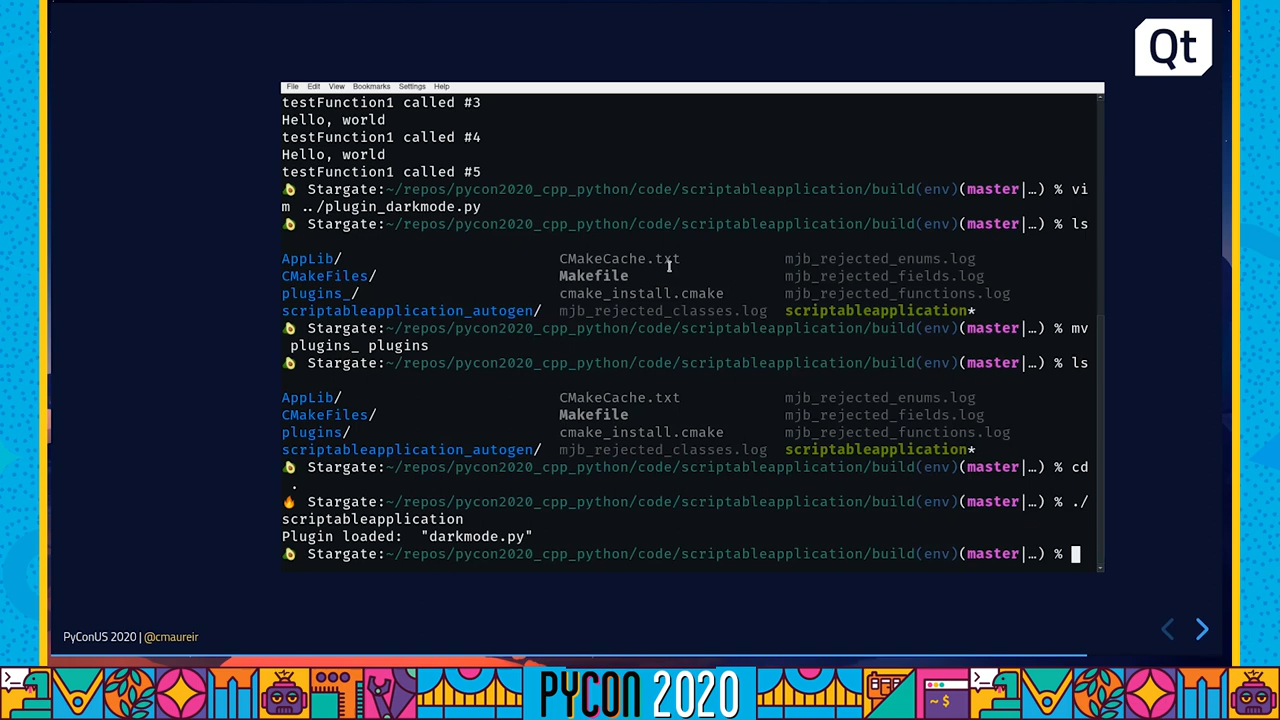 Qt
File Edit View Bookmarks Settings Help
testFunction1 called #3
Hello, world
testFunction1 called #4
Hello, world
testFunction1 called #5
Stargate:~/repos/pycon2020_cpp_python/code/scriptableapplication/build(env)(master|…) % vi
m ../plugin_darkmode.py
Stargate:~/repos/pycon2020_cpp_python/code/scriptableapplication/build(env)(master|…) % ls
AppLib/ CMakeCache.txt mjb_rejected_enums.log
CMakeFiles/ Makefile mjb_rejected_fields.log
plugins_/ cmake_install.cmake mjb_rejected_functions.log
scriptableapplication_autogen/ mjb_rejected_classes.log scriptableapplication*
Stargate:~/repos/pycon2020_cpp_python/code/scriptableapplication/build(env)(master|…) % mv
plugins_ plugins
Stargate:~/repos/pycon2020_cpp_python/code/scriptableapplication/build(env)(master|…) % ls
AppLib/ CMakeCache.txt mjb_rejected_enums.log
CMakeFiles/ Makefile mjb_rejected_fields.log
plugins/ cmake_install.cmake mjb_rejected_functions.log
scriptableapplication_autogen/ mjb_rejected_classes.log scriptableapplication*
Stargate:~/repos/pycon2020_cpp_python/code/scriptableapplication/build(env)(master|…) % cd
.
Stargate:~/repos/pycon2020_cpp_python/code/scriptableapplication/build(env)(master|…) % ./
scriptableapplication
Plugin loaded:  "darkmode.py"
Stargate:~/repos/pycon2020_cpp_python/code/scriptableapplication/build(env)(master|…) %
PyConUS 2020 | @cmaureir
PYCON 2020
~$